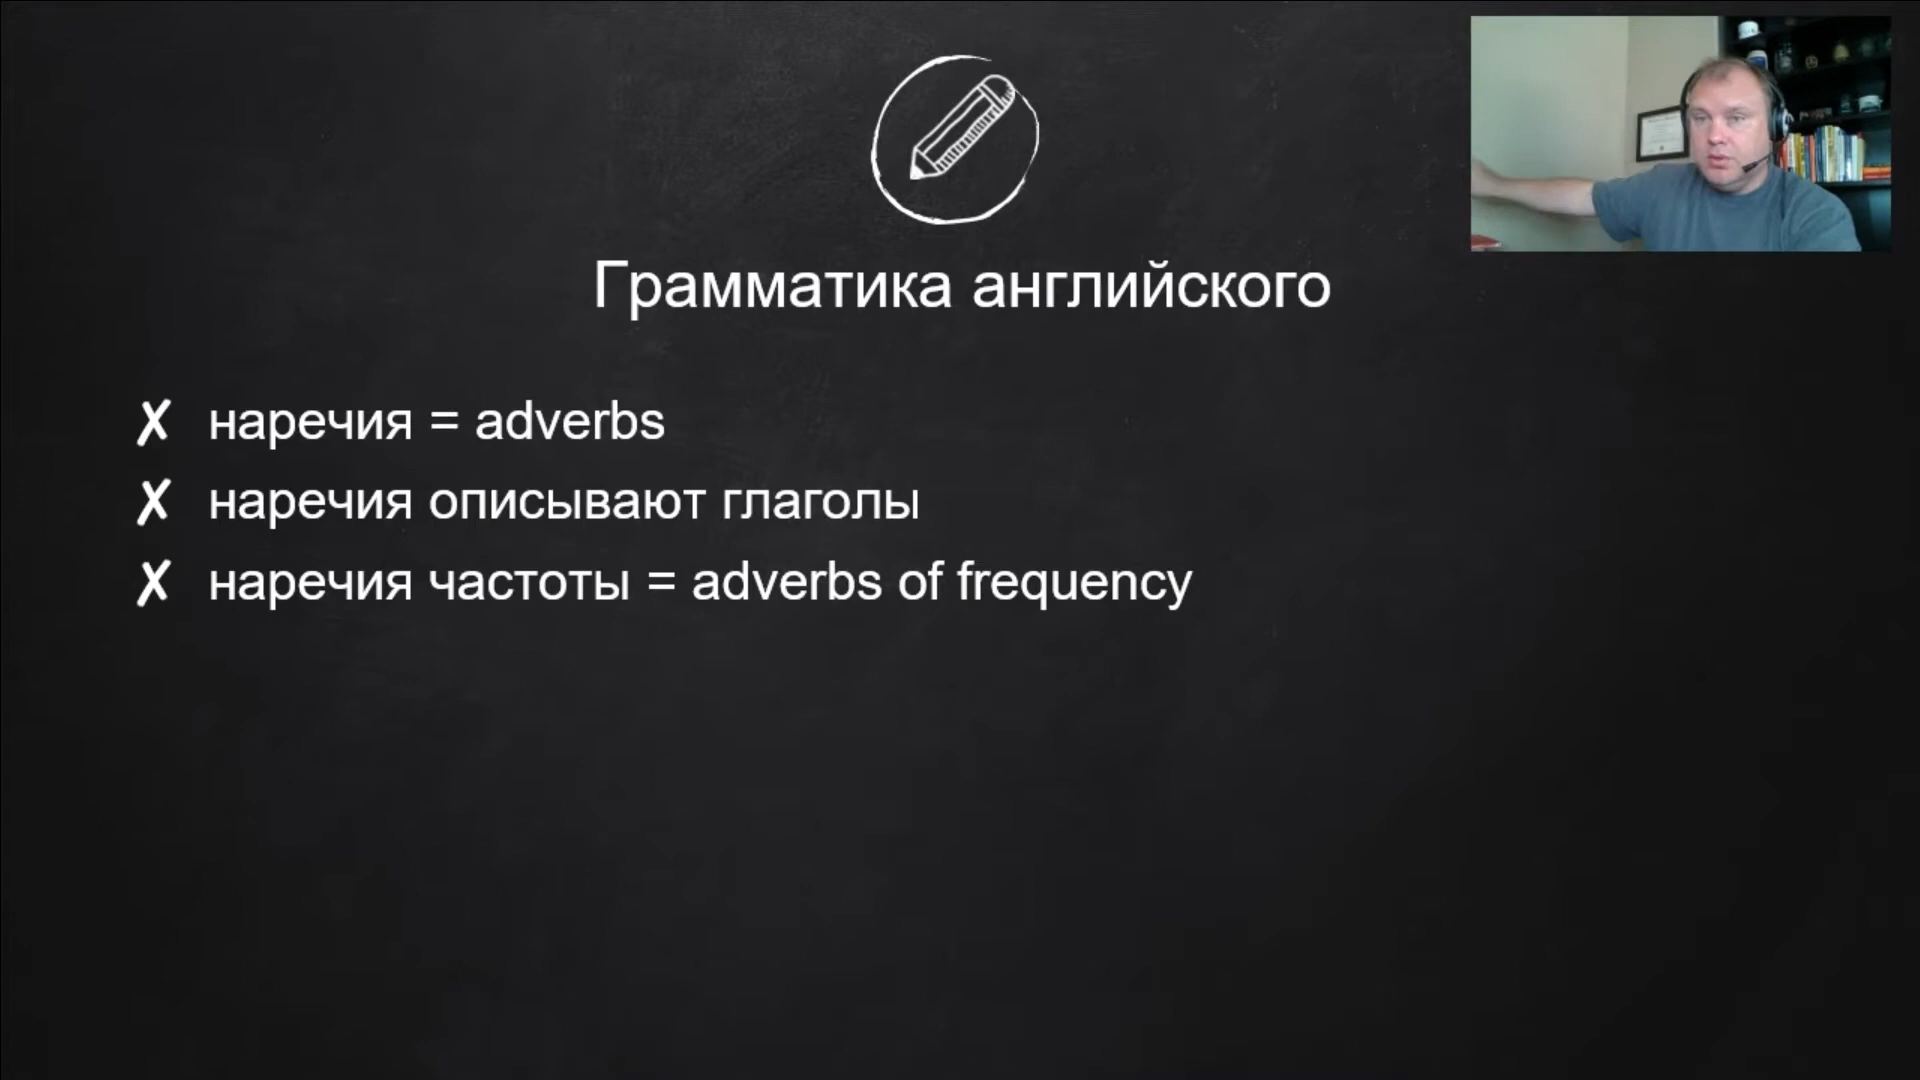 Грамматика английского
✗ наречия = adverbs
✗ наречия описывают глаголы
✗ наречия частоты = adverbs of frequency